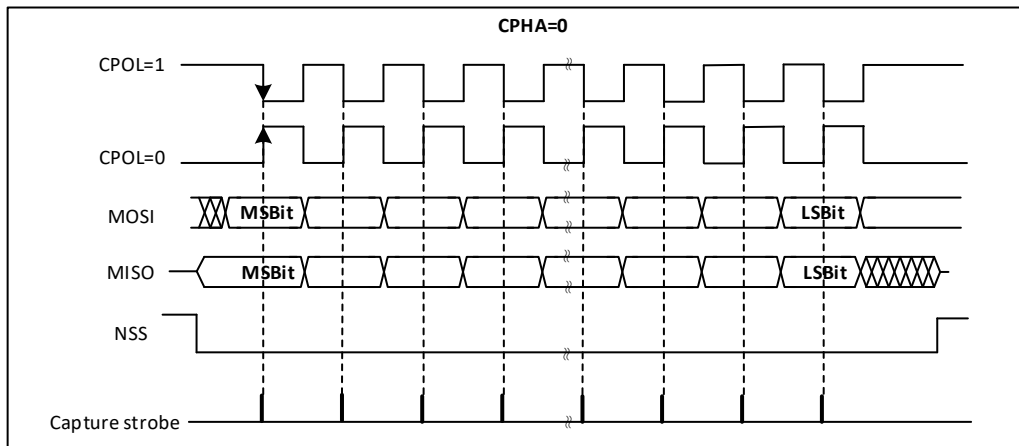 CPHA=0
CPOL=1
CPOL=0
MOSI
MSBit
LSBit
MISO
MSBit
LSBit
NSS
Capture strobe